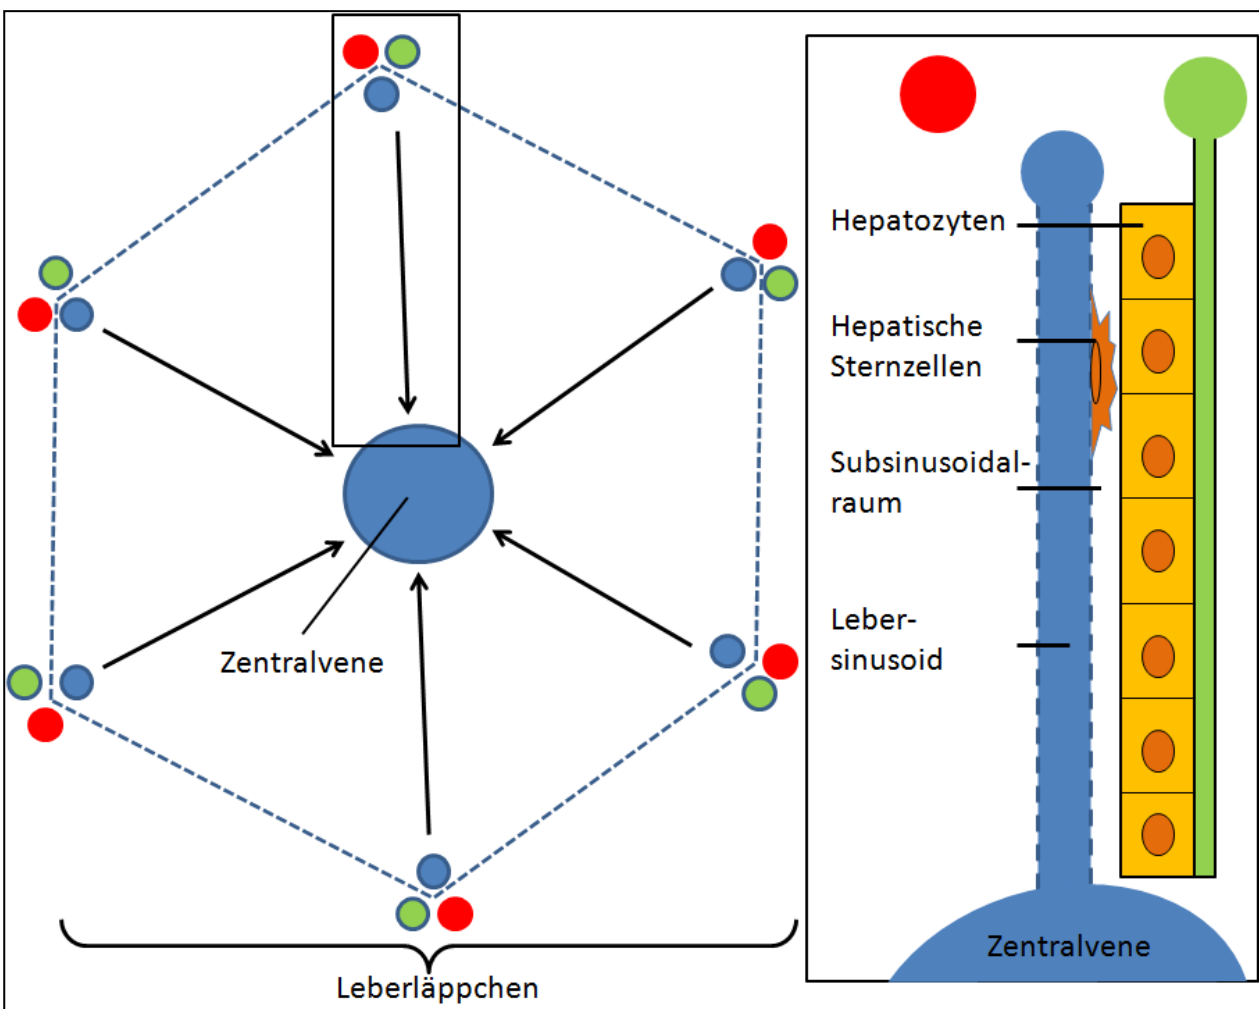 Zentralvene
Leberläppchen
Hepatozyten
Hepatische
Sternzellen
Subsinusoidal-
raum
Leber-
sinusoid
Zentralvene